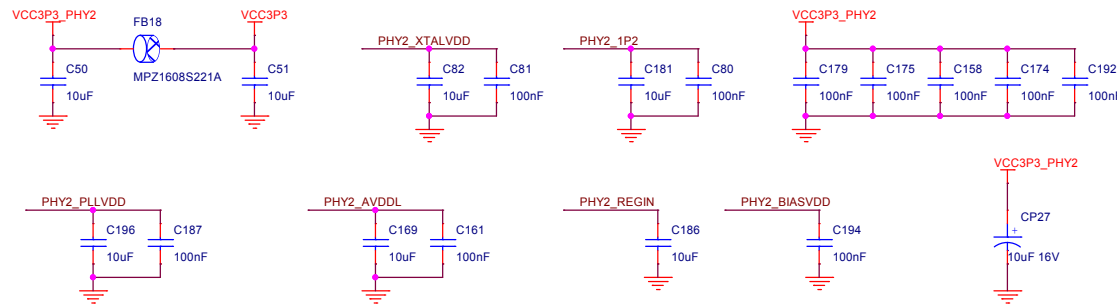 VCC3P3_PHY2
FB18
VCC3P3
MPZ1608S221A
C50
10uF
C51
10uF
PHY2_XTALVDD
C82
10uF
C81
100nF
PHY2_1P2
C181
10uF
C80
100nF
VCC3P3_PHY2
C179
100nF
C175
100nF
C158
100nF
C174
100nF
C192
100nF
PHY2_PLLVDD
C196
10uF
C187
100nF
PHY2_AVDDL
C169
10uF
C161
100nF
PHY2_REGIN
C186
10uF
PHY2_BIASVDD
C194
100nF
VCC3P3_PHY2
CP27
+
10uF 16V